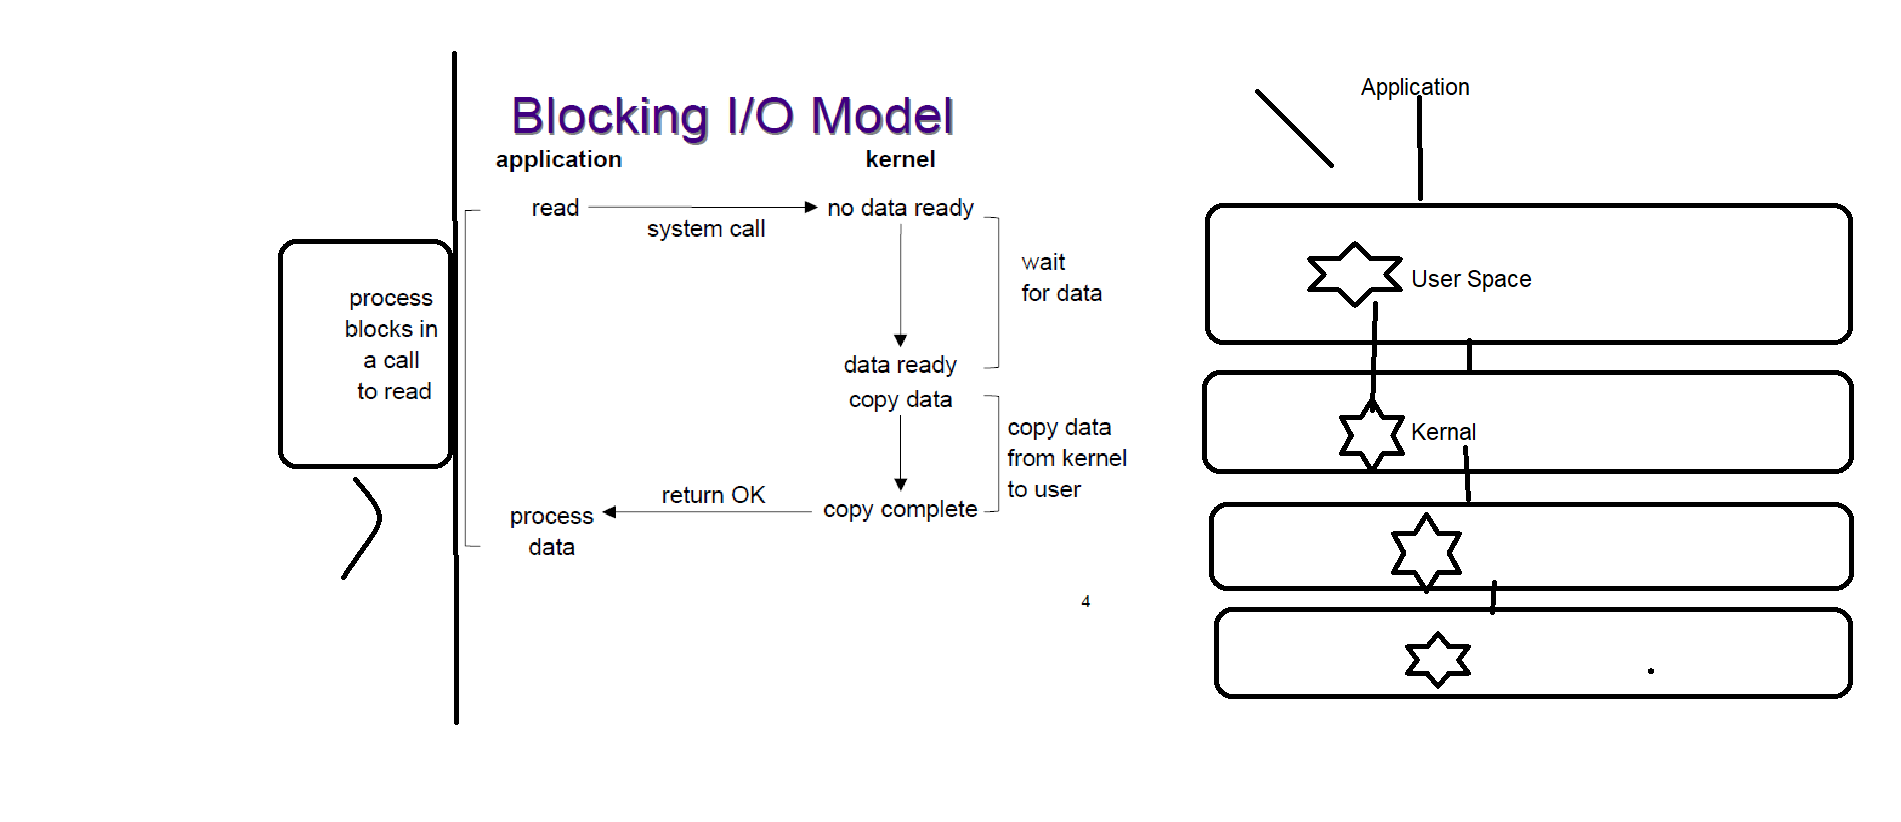 Blocking I/O Model
application
kernel
read
system call
no data ready
wait
for data
process
blocks in
a call
to read
data ready
copy data
copy data
from kernel
to user
return OK
copy complete
process
data
4
Application
User Space
Kernal